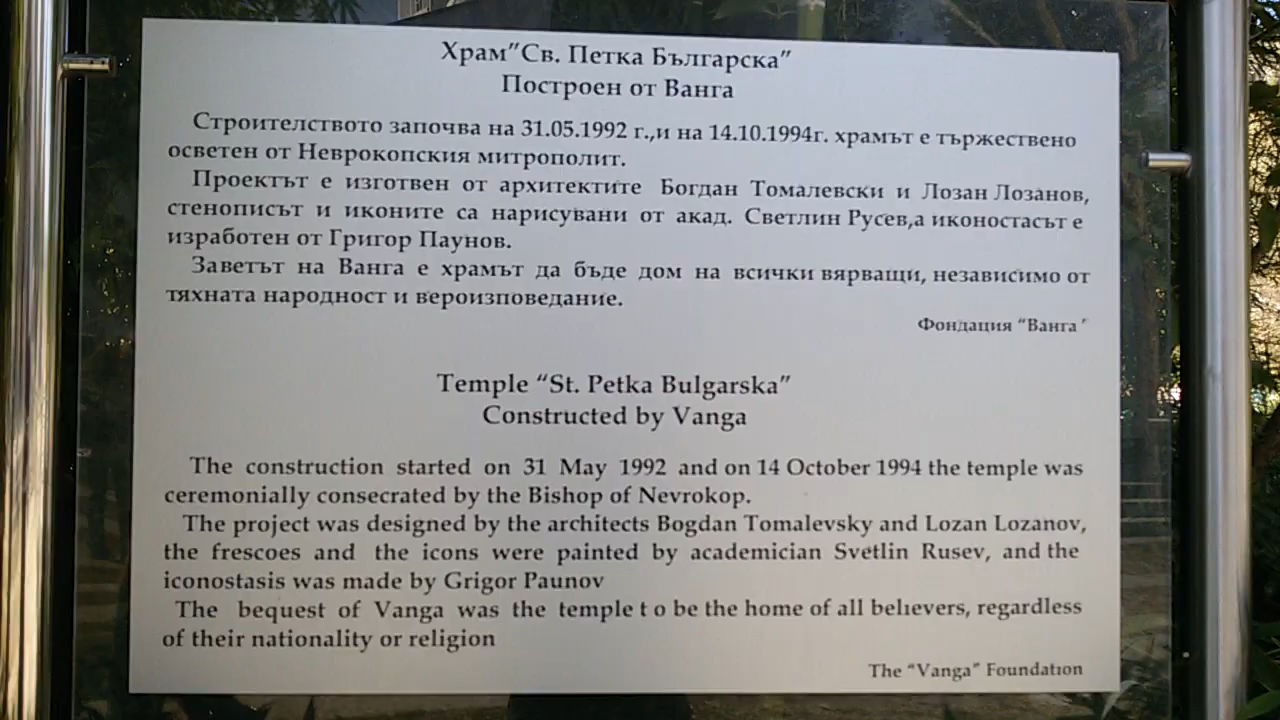 Храм"Св. Петка Българска"
Построен от Ванга
Строителството започва на 31.05.1992 г.,и на 14.10.1994г. храмът е тържествено
осветен от Неврокопския митрополит.
Проектът е изготвен от архитектите Богдан Томалевски и Лозан Лозанов,
стенописът и иконите са нарисувани от акад. Светлин Русев,а иконостасът е
изработен от Григор Паунов.
Заветът на Ванга е храмът да бъде дом на всички вярващи, независимо от
тяхната народност и вероизповедание.
Фондация "Ванга"
Temple "St. Petka Bulgarska"
Constructed by Vanga
The construction started on 31 May 1992 and on 14 October 1994 the temple was
ceremonially consecrated by the Bishop of Nevrokop.
The project was designed by the architects Bogdan Tomalevsky and Lozan Lozanov,
the frescoes and the icons were painted by academician Svetlin Rusev, and the
iconostasis was made by Grigor Paunov
The bequest of Vanga was the temple t o be the home of all believers, regardless
of their nationality or religion
The "Vanga" Foundation